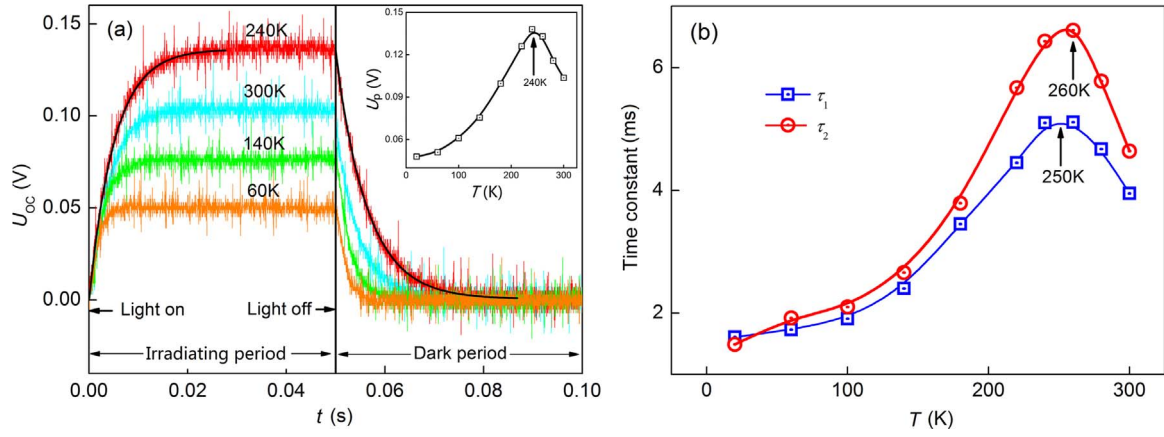 (a)
240K
300K
140K
60K
Light on
Light off
Irradiating period
Dark period
0.15
0.10
0.05
0.00
U_OC (V)
0.00
0.02
0.04
0.06
0.08
0.10
t (s)
0.15
0.12
0.09
0.06
U_p (V)
240K
0
100
200
300
T (K)
(b)
τ_1
τ_2
260K
250K
6
4
2
Time constant (ms)
0
100
200
300
T (K)